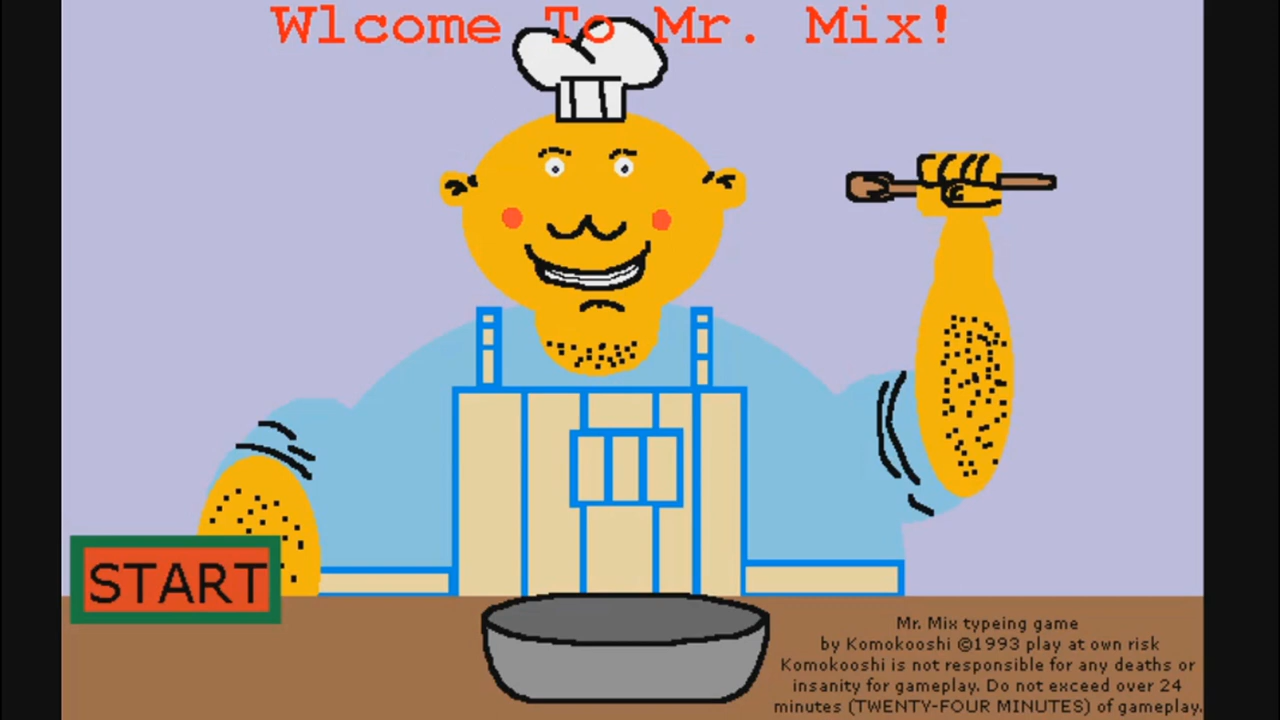 Wlcome To Mr. Mix!
START
Mr. Mix typeing game
by Komokooshi ©1993 play at own risk
Komokooshi is not responsible for any deaths or
insanity for gameplay. Do not exceed over 24
minutes (TWENTY-FOUR MINUTES) of gameplay.